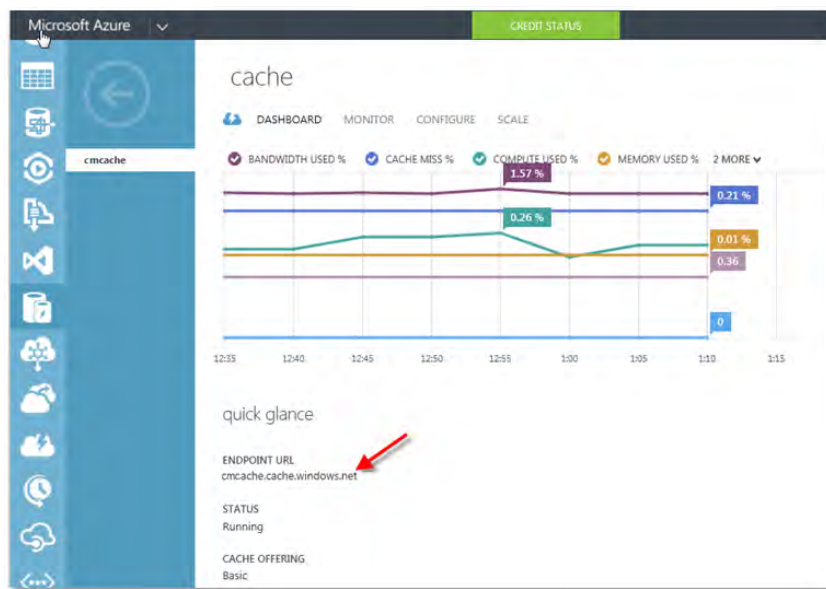 Microsoft Azure
CREDIT STATUS
cache
DASHBOARD MONITOR CONFIGURE SCALE
cmcache
BANDWIDTH USED % CACHE MISS % COMPUTE USED % MEMORY USED % 2 MORE
1.57 %
0.21 %
0.26 %
0.01 %
0.36
0
12:35 12:40 12:45 12:50 12:55 1:00 1:05 1:10 1:15
quick glance
ENDPOINT URL
cmcache.cache.windows.net
STATUS
Running
CACHE OFFERING
Basic